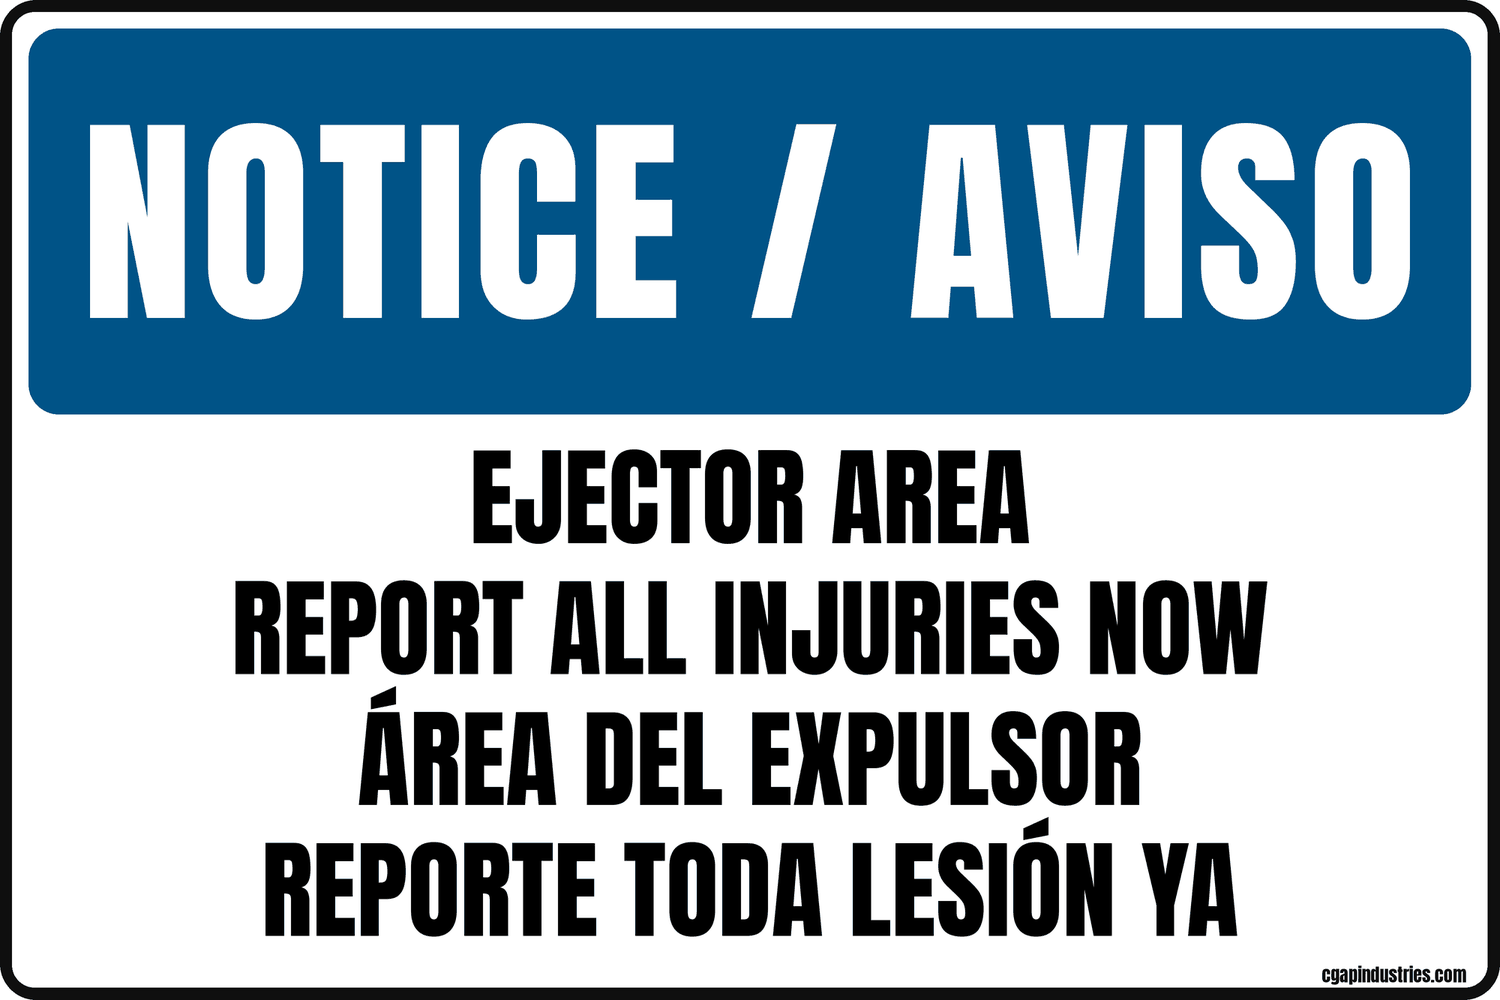 NOTICE / AVISO
EJECTOR AREA
REPORT ALL INJURIES NOW
ÁREA DEL EXPULSOR
REPORTE TODA LESIÓN YA
cgapindustries.com